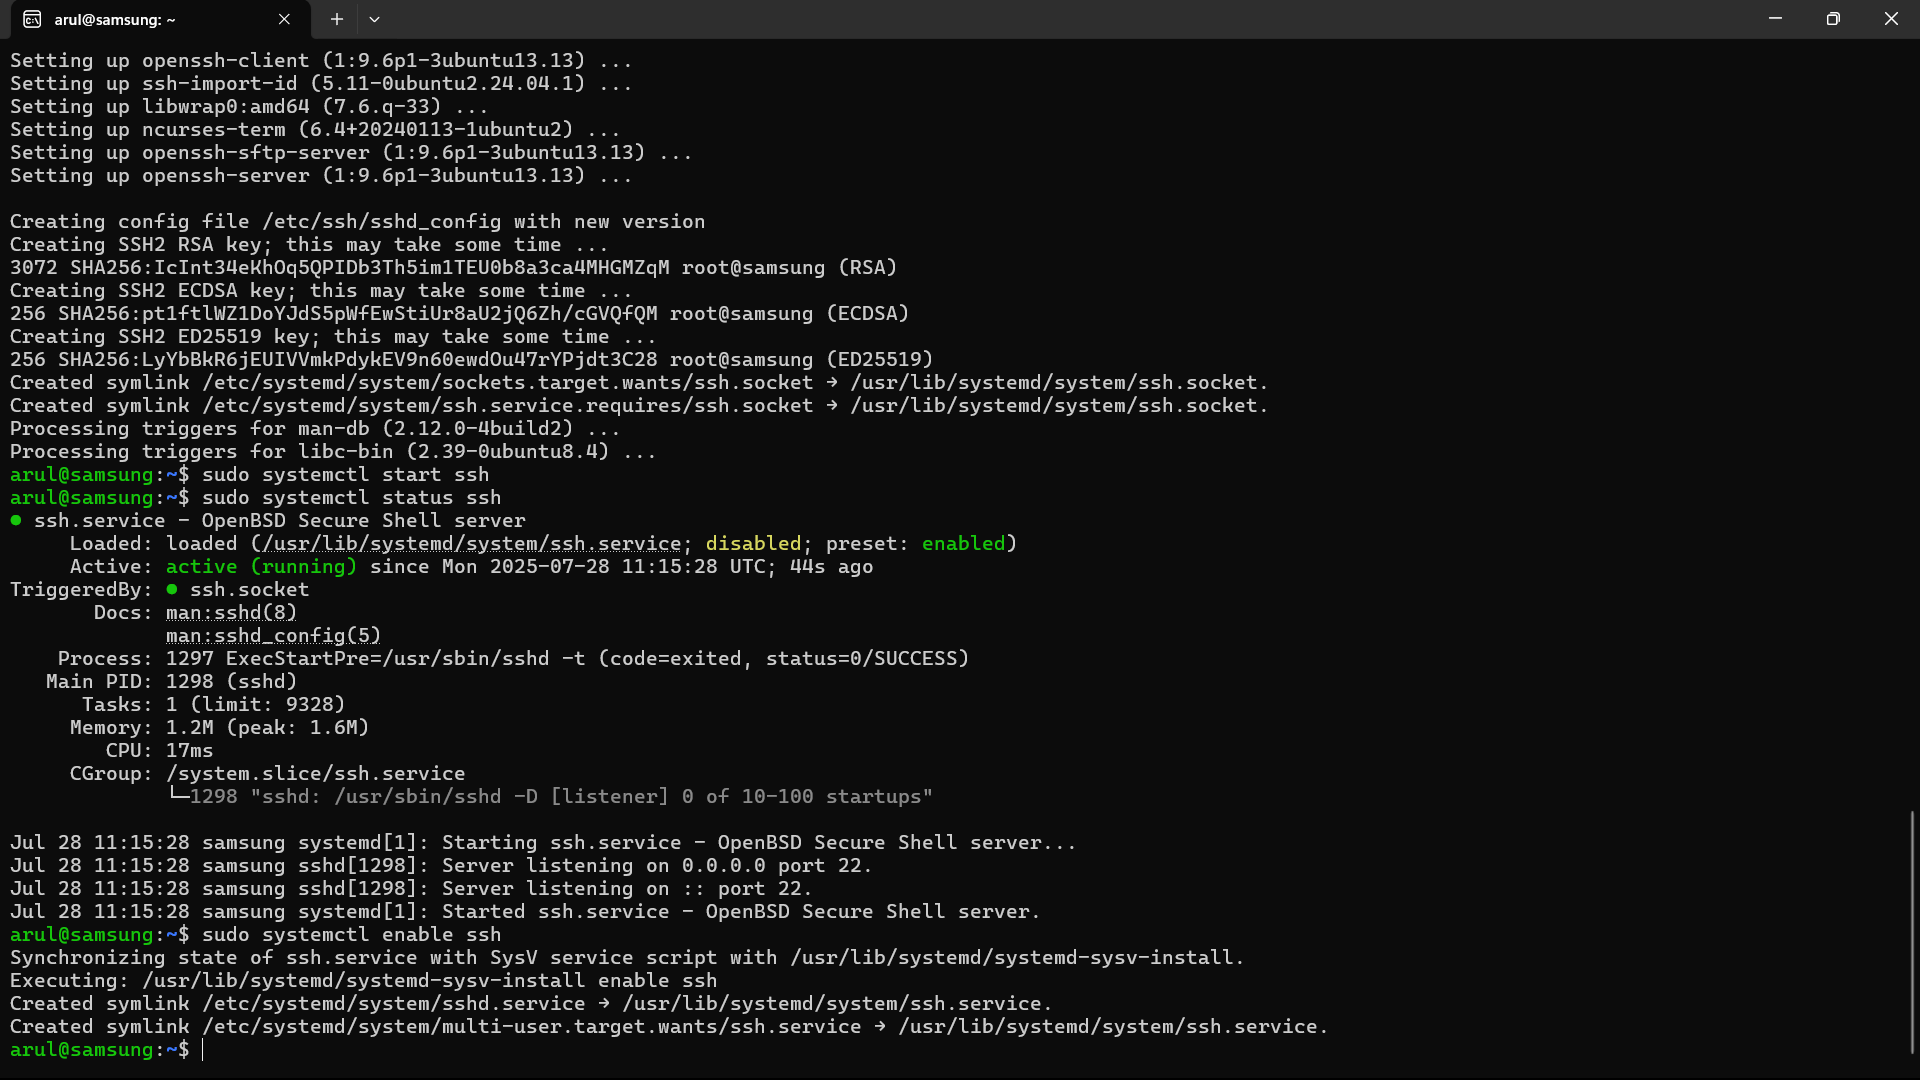 arul@samsung: ~
Setting up openssh-client (1:9.6p1-3ubuntu13.13) ...
Setting up ssh-import-id (5.11-0ubuntu2.24.04.1) ...
Setting up libwrap0:amd64 (7.6.q-33) ...
Setting up ncurses-term (6.4+20240113-1ubuntu2) ...
Setting up openssh-sftp-server (1:9.6p1-3ubuntu13.13) ...
Setting up openssh-server (1:9.6p1-3ubuntu13.13) ...

Creating config file /etc/ssh/sshd_config with new version
Creating SSH2 RSA key; this may take some time ...
3072 SHA256:IcInt34eKhOq5QPIDb3Th5im1TEU0b8a3ca4MHGMZqM root@samsung (RSA)
Creating SSH2 ECDSA key; this may take some time ...
256 SHA256:pt1ftlWZ1DoYJdS5pWfEwStiUr8aU2jQ6Zh/cGVQfQM root@samsung (ECDSA)
Creating SSH2 ED25519 key; this may take some time ...
256 SHA256:LyYbBkR6jEUIVVmkPdykEV9n60ewdOu47rYPjdt3C28 root@samsung (ED25519)
Created symlink /etc/systemd/system/sockets.target.wants/ssh.socket → /usr/lib/systemd/system/ssh.socket.
Created symlink /etc/systemd/system/ssh.service.requires/ssh.socket → /usr/lib/systemd/system/ssh.socket.
Processing triggers for man-db (2.12.0-4build2) ...
Processing triggers for libc-bin (2.39-0ubuntu8.4) ...
arul@samsung:~$ sudo systemctl start ssh
arul@samsung:~$ sudo systemctl status ssh
● ssh.service - OpenBSD Secure Shell server
     Loaded: loaded (/usr/lib/systemd/system/ssh.service; disabled; preset: enabled)
     Active: active (running) since Mon 2025-07-28 11:15:28 UTC; 44s ago
TriggeredBy: ● ssh.socket
       Docs: man:sshd(8)
             man:sshd_config(5)
    Process: 1297 ExecStartPre=/usr/sbin/sshd -t (code=exited, status=0/SUCCESS)
   Main PID: 1298 (sshd)
      Tasks: 1 (limit: 9328)
     Memory: 1.2M (peak: 1.6M)
        CPU: 17ms
     CGroup: /system.slice/ssh.service
             └─1298 "sshd: /usr/sbin/sshd -D [listener] 0 of 10-100 startups"

Jul 28 11:15:28 samsung systemd[1]: Starting ssh.service - OpenBSD Secure Shell server...
Jul 28 11:15:28 samsung sshd[1298]: Server listening on 0.0.0.0 port 22.
Jul 28 11:15:28 samsung sshd[1298]: Server listening on :: port 22.
Jul 28 11:15:28 samsung systemd[1]: Started ssh.service - OpenBSD Secure Shell server.
arul@samsung:~$ sudo systemctl enable ssh
Synchronizing state of ssh.service with SysV service script with /usr/lib/systemd/systemd-sysv-install.
Executing: /usr/lib/systemd/systemd-sysv-install enable ssh
Created symlink /etc/systemd/system/sshd.service → /usr/lib/systemd/system/ssh.service.
Created symlink /etc/systemd/system/multi-user.target.wants/ssh.service → /usr/lib/systemd/system/ssh.service.
arul@samsung:~$